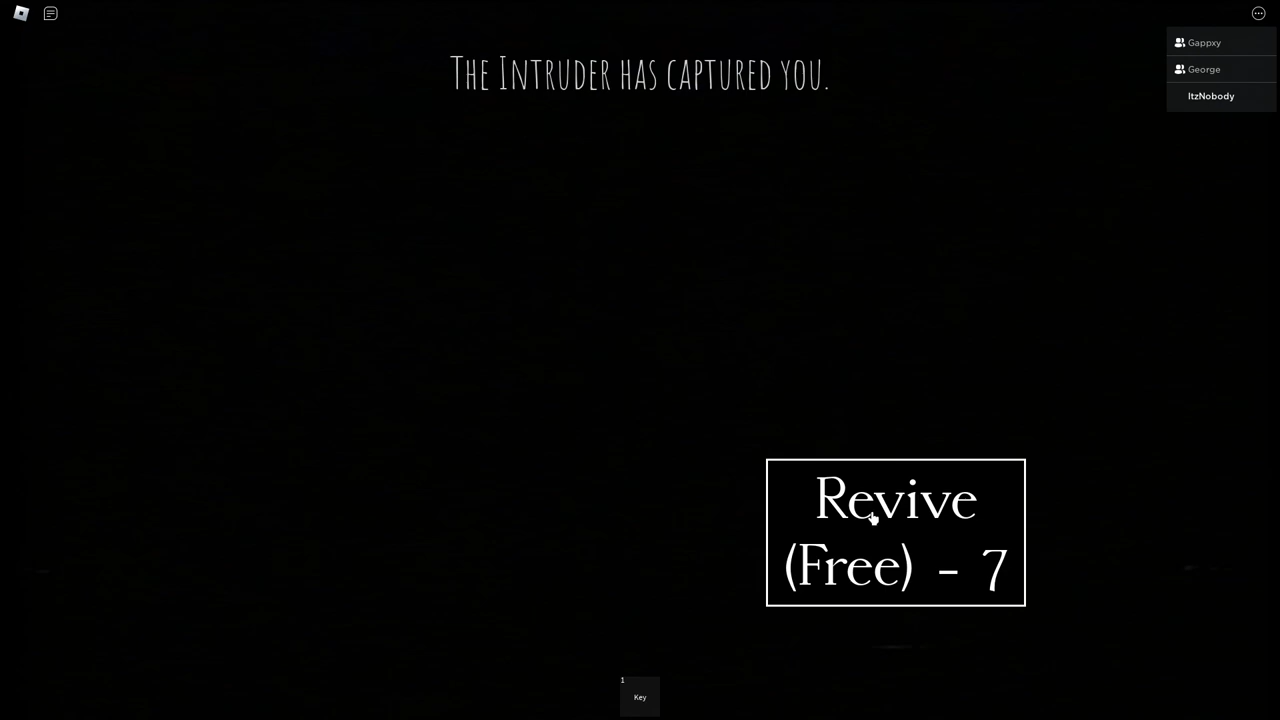 THE INTRUDER HAS CAPTURED YOU.
Gappxy
George
ItzNobody
Revive
(Free) - 7
1
Key